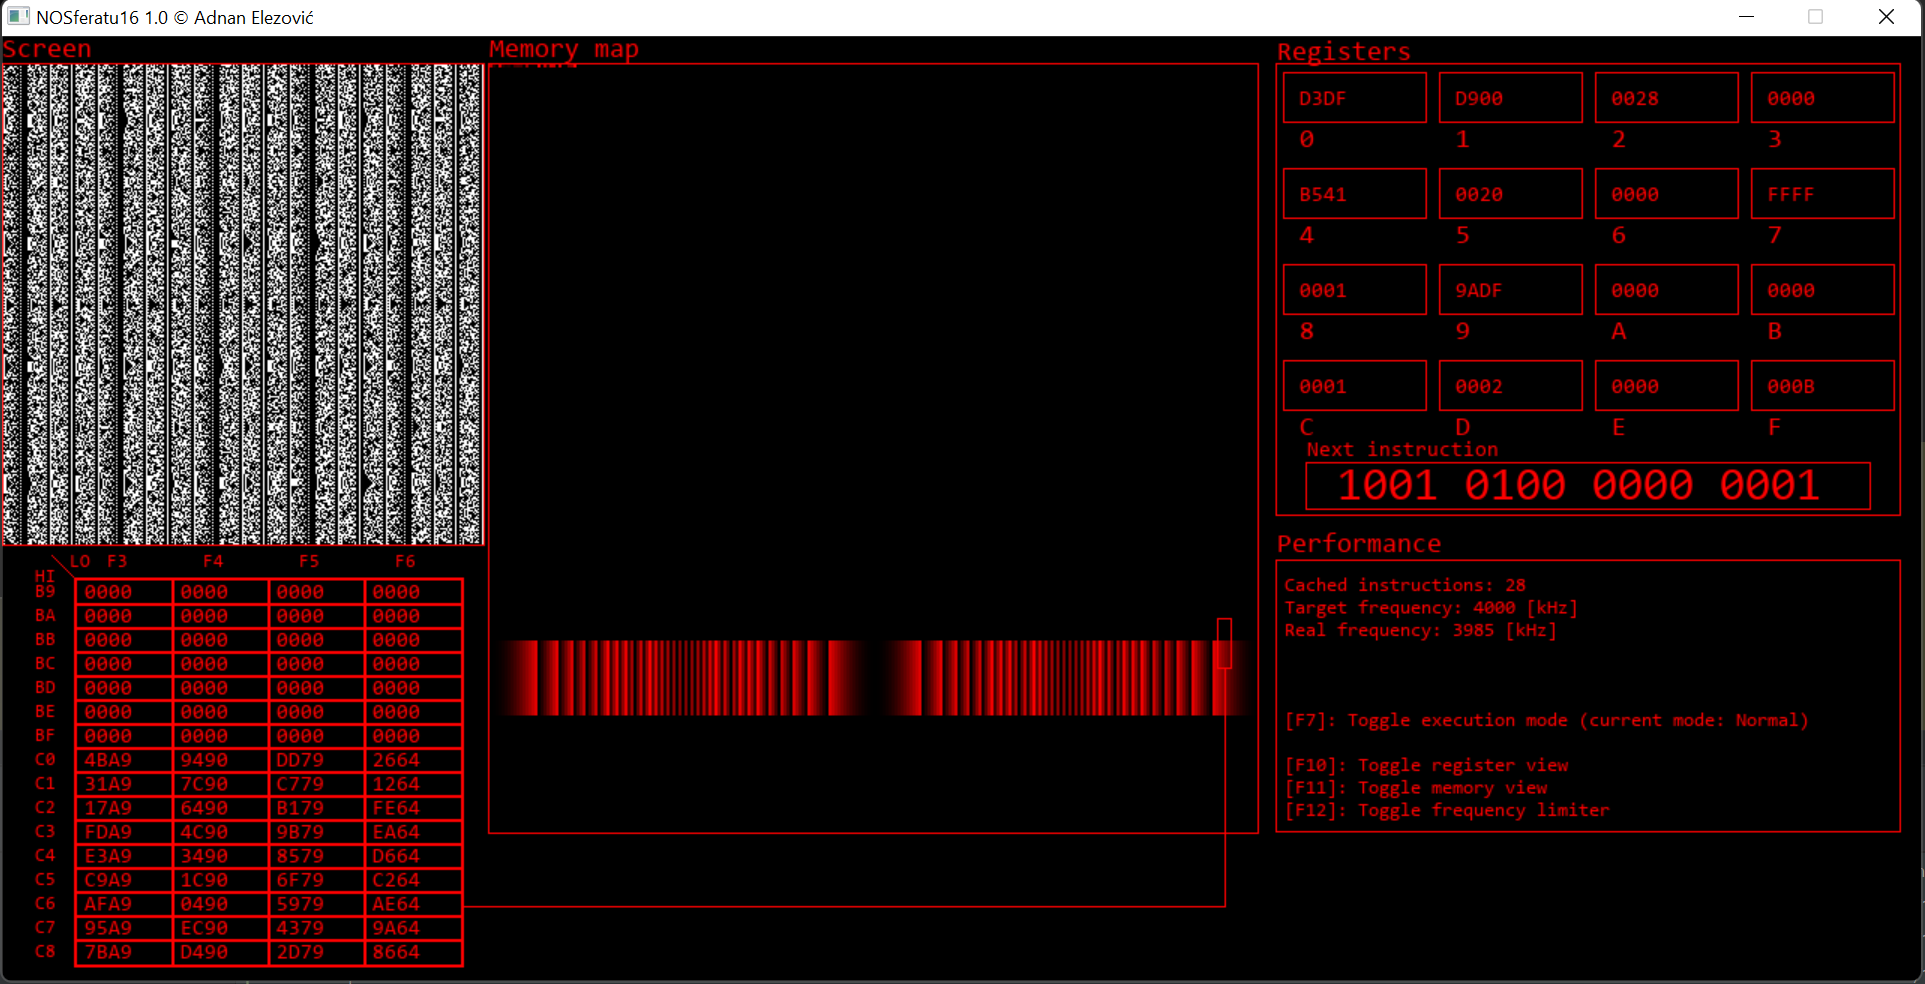 NOSferatu16 1.0 © Adnan Elezović
Screen
Memory map
Registers
D3DF D900 0028 0000
0 1 2 3
B541 0020 0000 FFFF
4 5 6 7
0001 9ADF 0000 0000
8 9 A B
0001 0002 0000 000B
C D E F
Next instruction
1001 0100 0000 0001
Performance
Cached instructions: 28
Target frequency: 4000 [kHz]
Real frequency: 3985 [kHz]
[F7]: Toggle execution mode (current mode: Normal)
[F10]: Toggle register view
[F11]: Toggle memory view
[F12]: Toggle frequency limiter
LO F3 F4 F5 F6
HI
B9 0000 0000 0000 0000
BA 0000 0000 0000 0000
BB 0000 0000 0000 0000
BC 0000 0000 0000 0000
BD 0000 0000 0000 0000
BE 0000 0000 0000 0000
BF 0000 0000 0000 0000
C0 4BA9 9490 DD79 2664
C1 31A9 7C90 C779 1264
C2 17A9 6490 B179 FE64
C3 FDA9 4C90 9B79 EA64
C4 E3A9 3490 8579 D664
C5 C9A9 1C90 6F79 C264
C6 AFA9 0490 5979 AE64
C7 95A9 EC90 4379 9A64
C8 7BA9 D490 2D79 8664